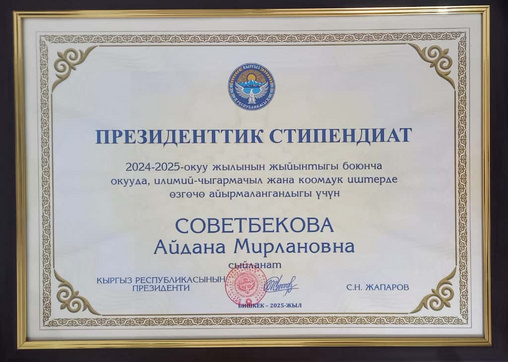 ПРЕЗИДЕНТТИК СТИПЕНДИАТ
2024-2025-окуу жылынын жыйынтыгы боюнча
окууда, илимий-чыгармачыл жана коомдук иштерде
өзгөчө айырмалангандыгы үчүн
СОВЕТБЕКОВА
Айдана Мирлановна
сыйланат
КЫРГЫЗ РЕСПУБЛИКАСЫНЫН
ПРЕЗИДЕНТИ
С.Н. ЖАПАРОВ
БИШКЕК - 2025-ЖЫЛ